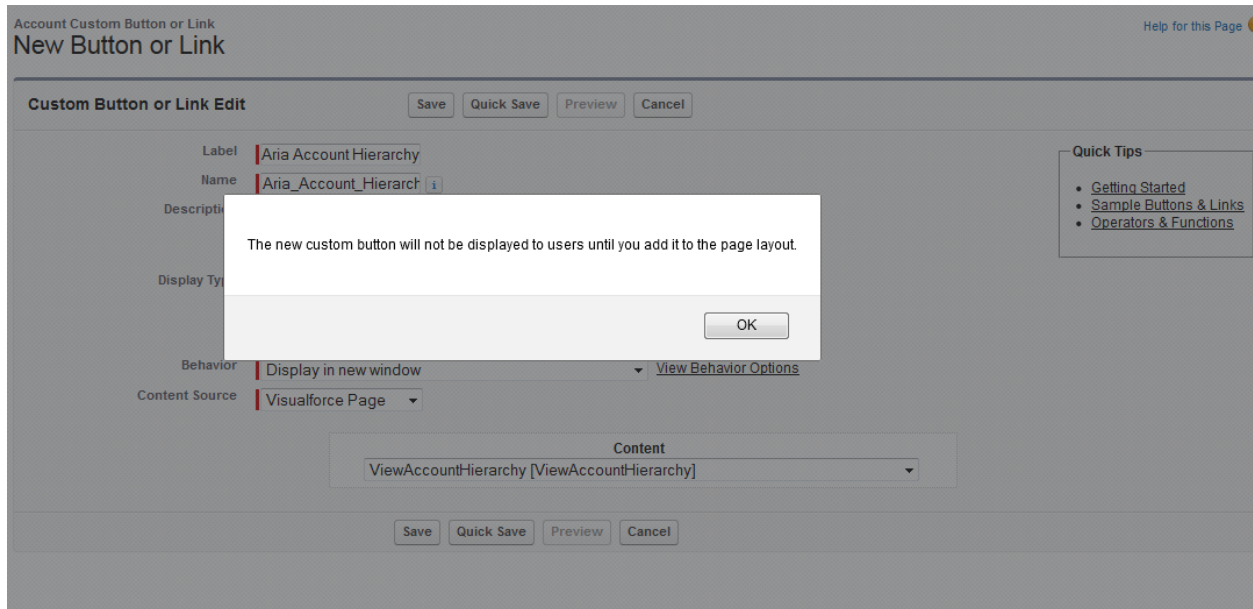 Account Custom Button or Link
New Button or Link
Help for this Page
Custom Button or Link Edit
Save Quick Save Preview Cancel
Label Aria Account Hierarchy
Name Aria_Account_Hierarch i
Quick Tips
Getting Started
Sample Buttons & Links
Operators & Functions
The new custom button will not be displayed to users until you add it to the page layout.
OK
Behavior Display in new window View Behavior Options
Content Source Visualforce Page
Content
ViewAccountHierarchy [ViewAccountHierarchy]
Save Quick Save Preview Cancel